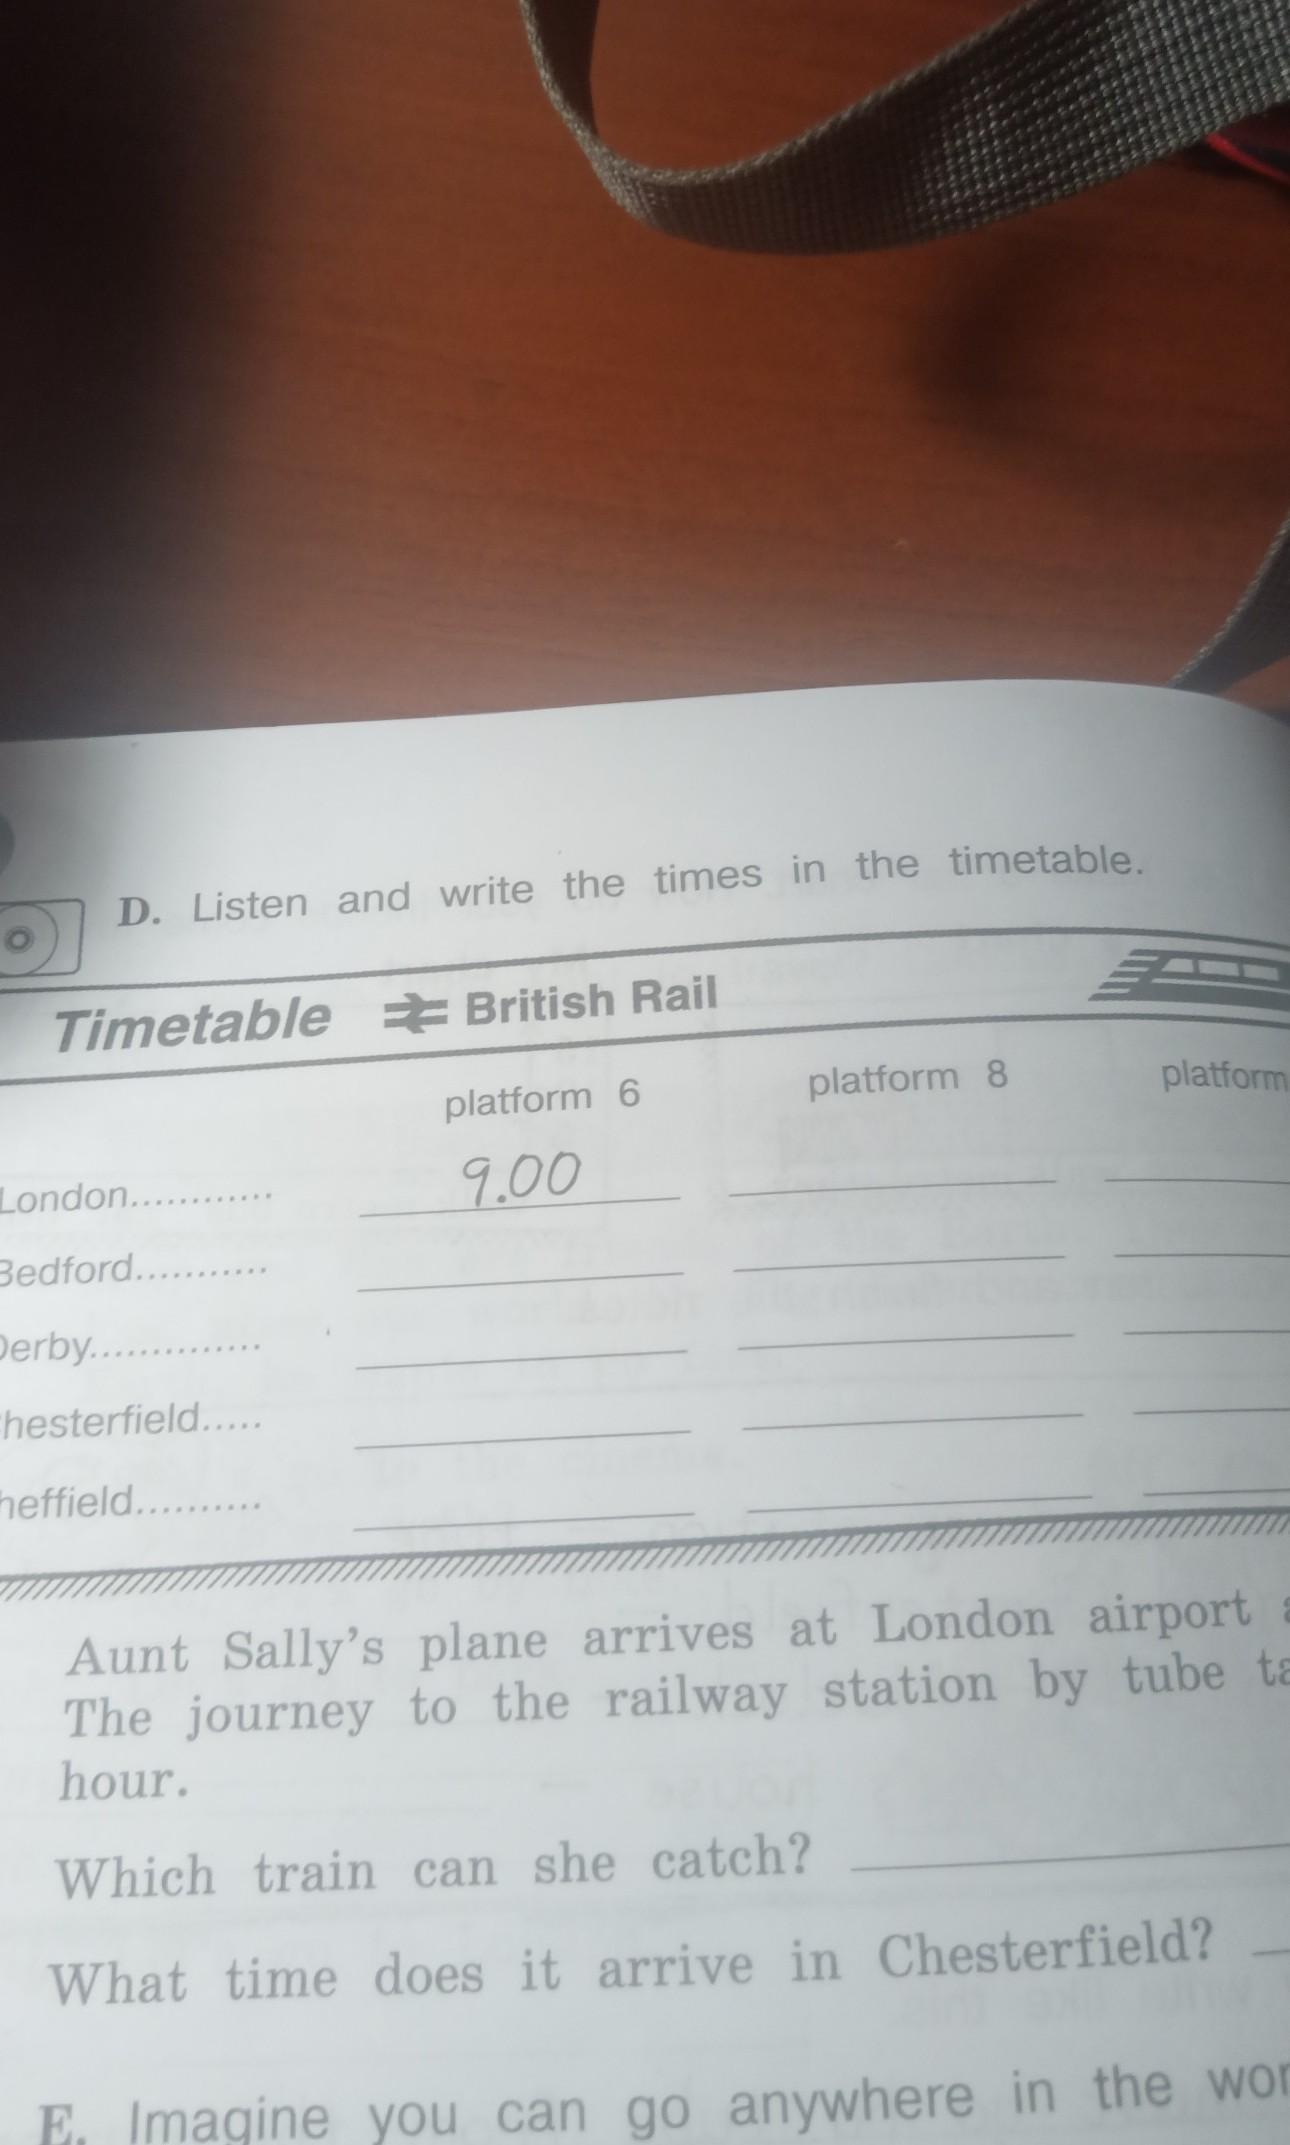 D. Listen and write the times in the timetable.
Timetable British Rail
platform 6 platform 8 platform
London............ 9.00
Bedford...........
Derby..............
hesterfield.....
heffield..........
Aunt Sally's plane arrives at London airport
The journey to the railway station by tube
hour.
Which train can she catch?
What time does it arrive in Chesterfield?
E. Imagine you can go anywhere in the